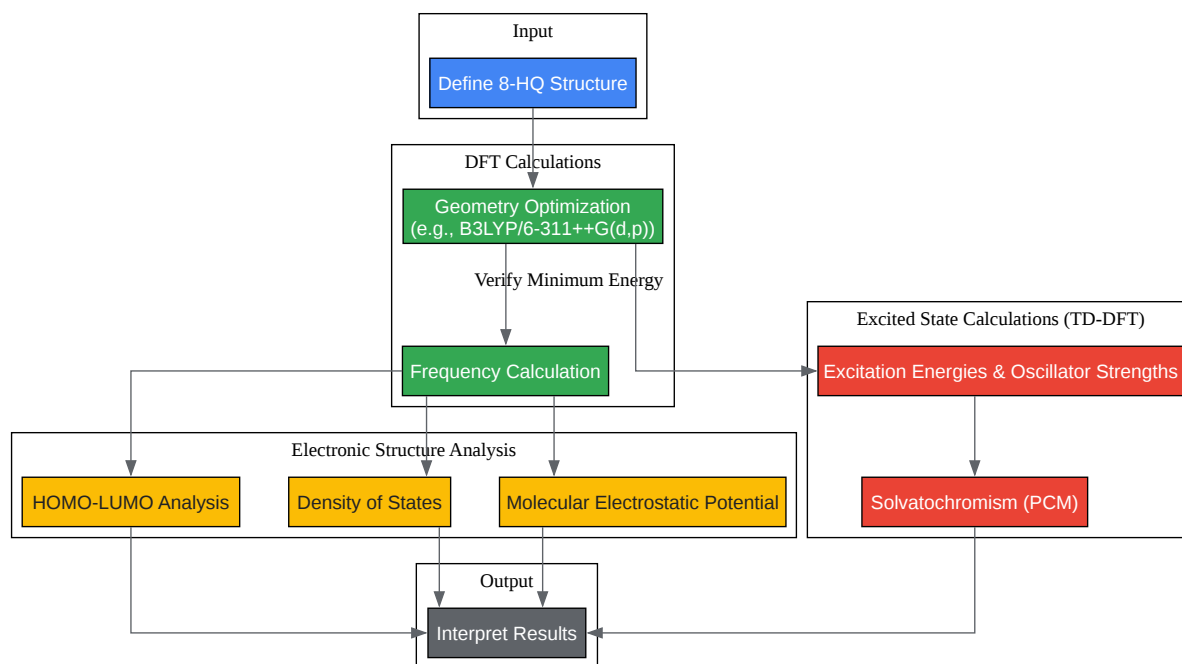 Input
Define 8-HQ Structure
DFT Calculations
Geometry Optimization
(e.g., B3LYP/6-311++G(d,p))
Verify Minimum Energy
Frequency Calculation
Excited State Calculations (TD-DFT)
Excitation Energies & Oscillator Strengths
Solvatochromism (PCM)
Electronic Structure Analysis
HOMO-LUMO Analysis
Density of States
Molecular Electrostatic Potential
Output
Interpret Results